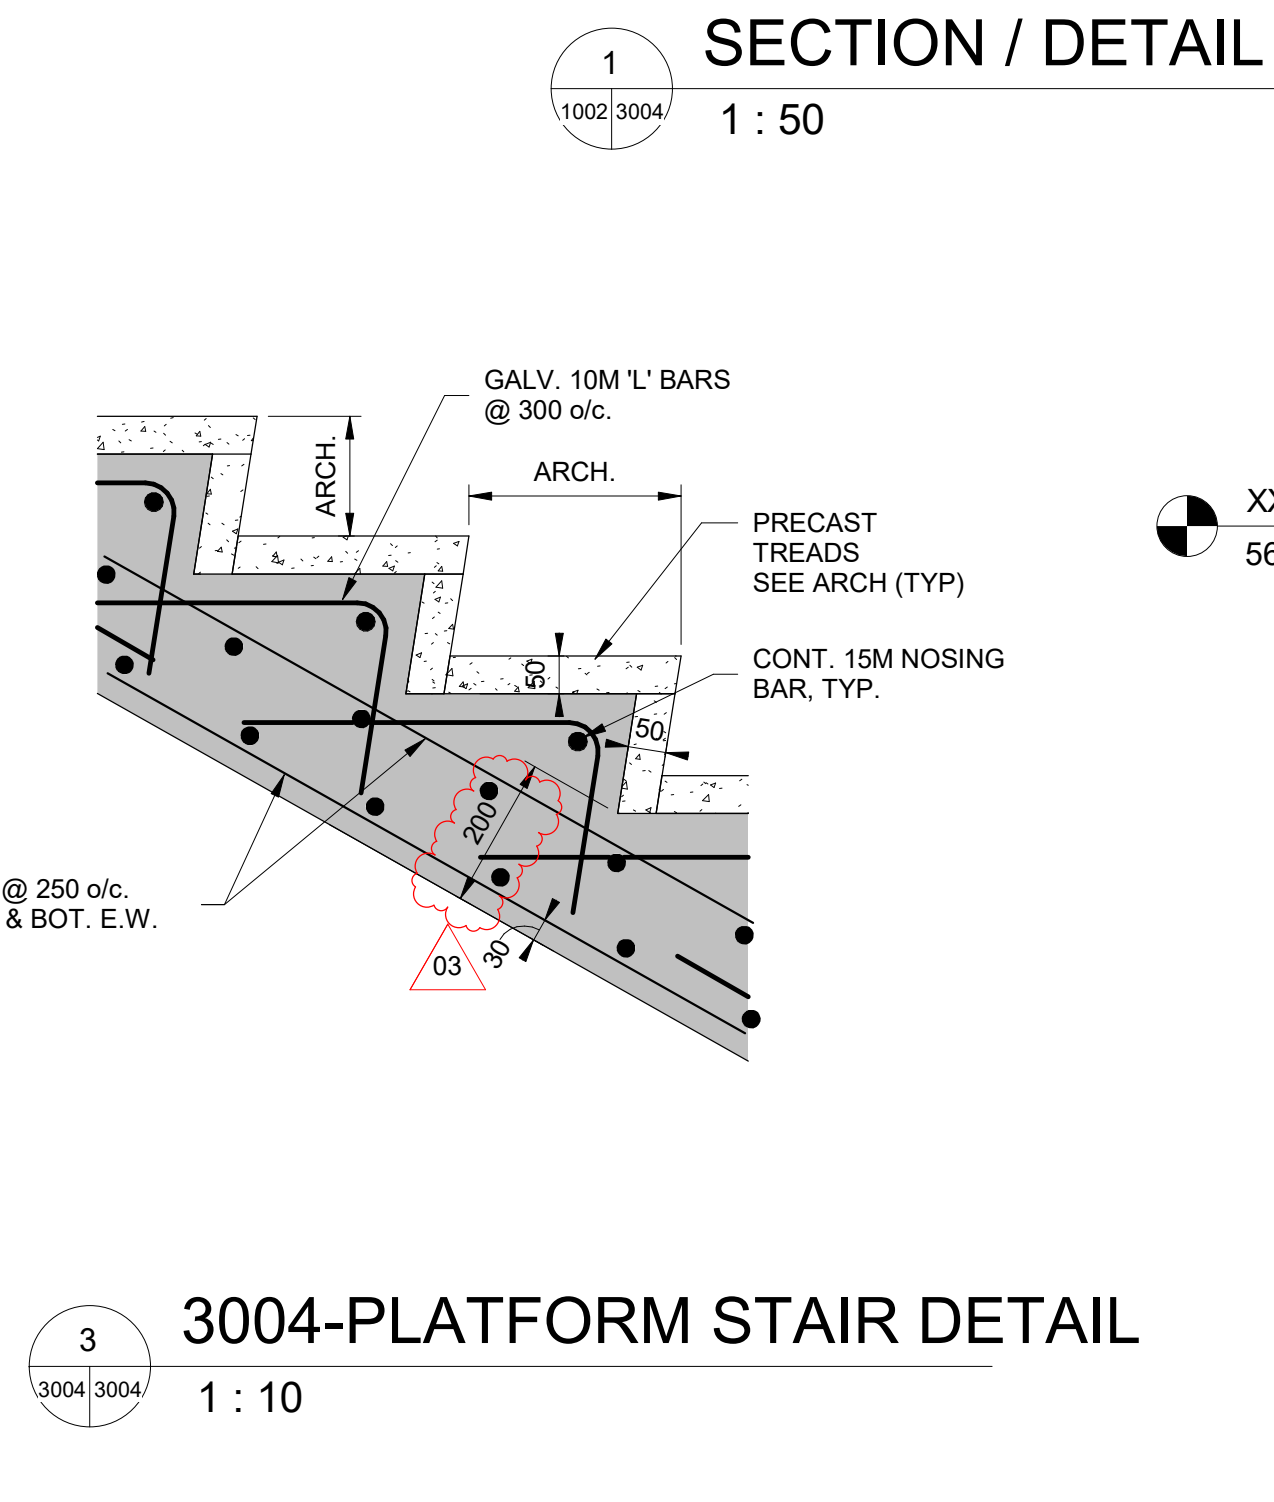 SECTION / DETAIL
1
1002 3004
1 : 50
GALV. 10M 'L' BARS
@ 300 o/c.
ARCH.
ARCH.
PRECAST
TREADS
SEE ARCH (TYP)
XX
56
50
CONT. 15M NOSING
BAR, TYP.
50
200
@ 250 o/c.
& BOT. E.W.
30
03
3004-PLATFORM STAIR DETAIL
3
3004 3004
1 : 10